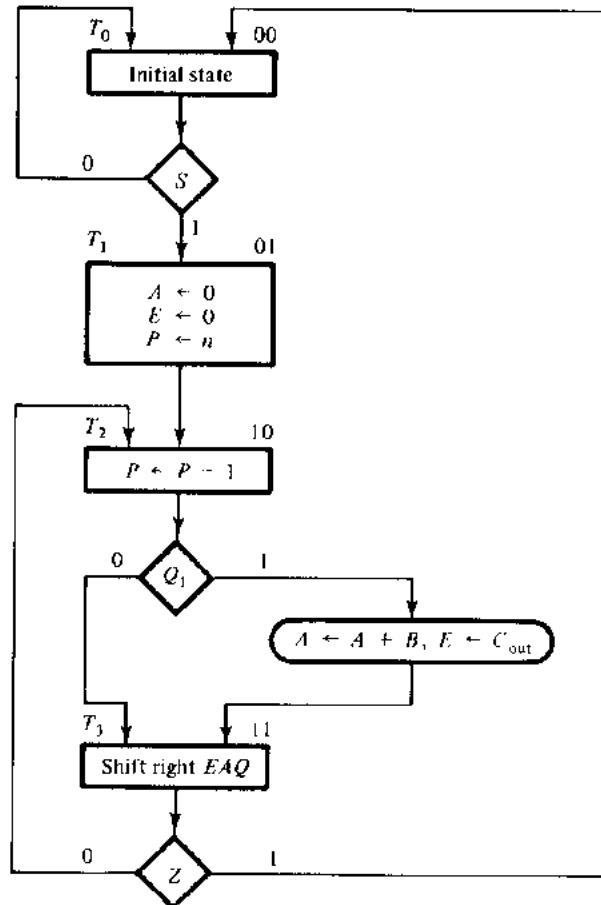 T0 00
Initial state
0 S
1
T1 01
A ← 0
E ← 0
P ← n
T2 10
P ← P − 1
0 Q1 1
A ← A + B, E ← Cout
T3 11
Shift right EAQ
0 Z 1